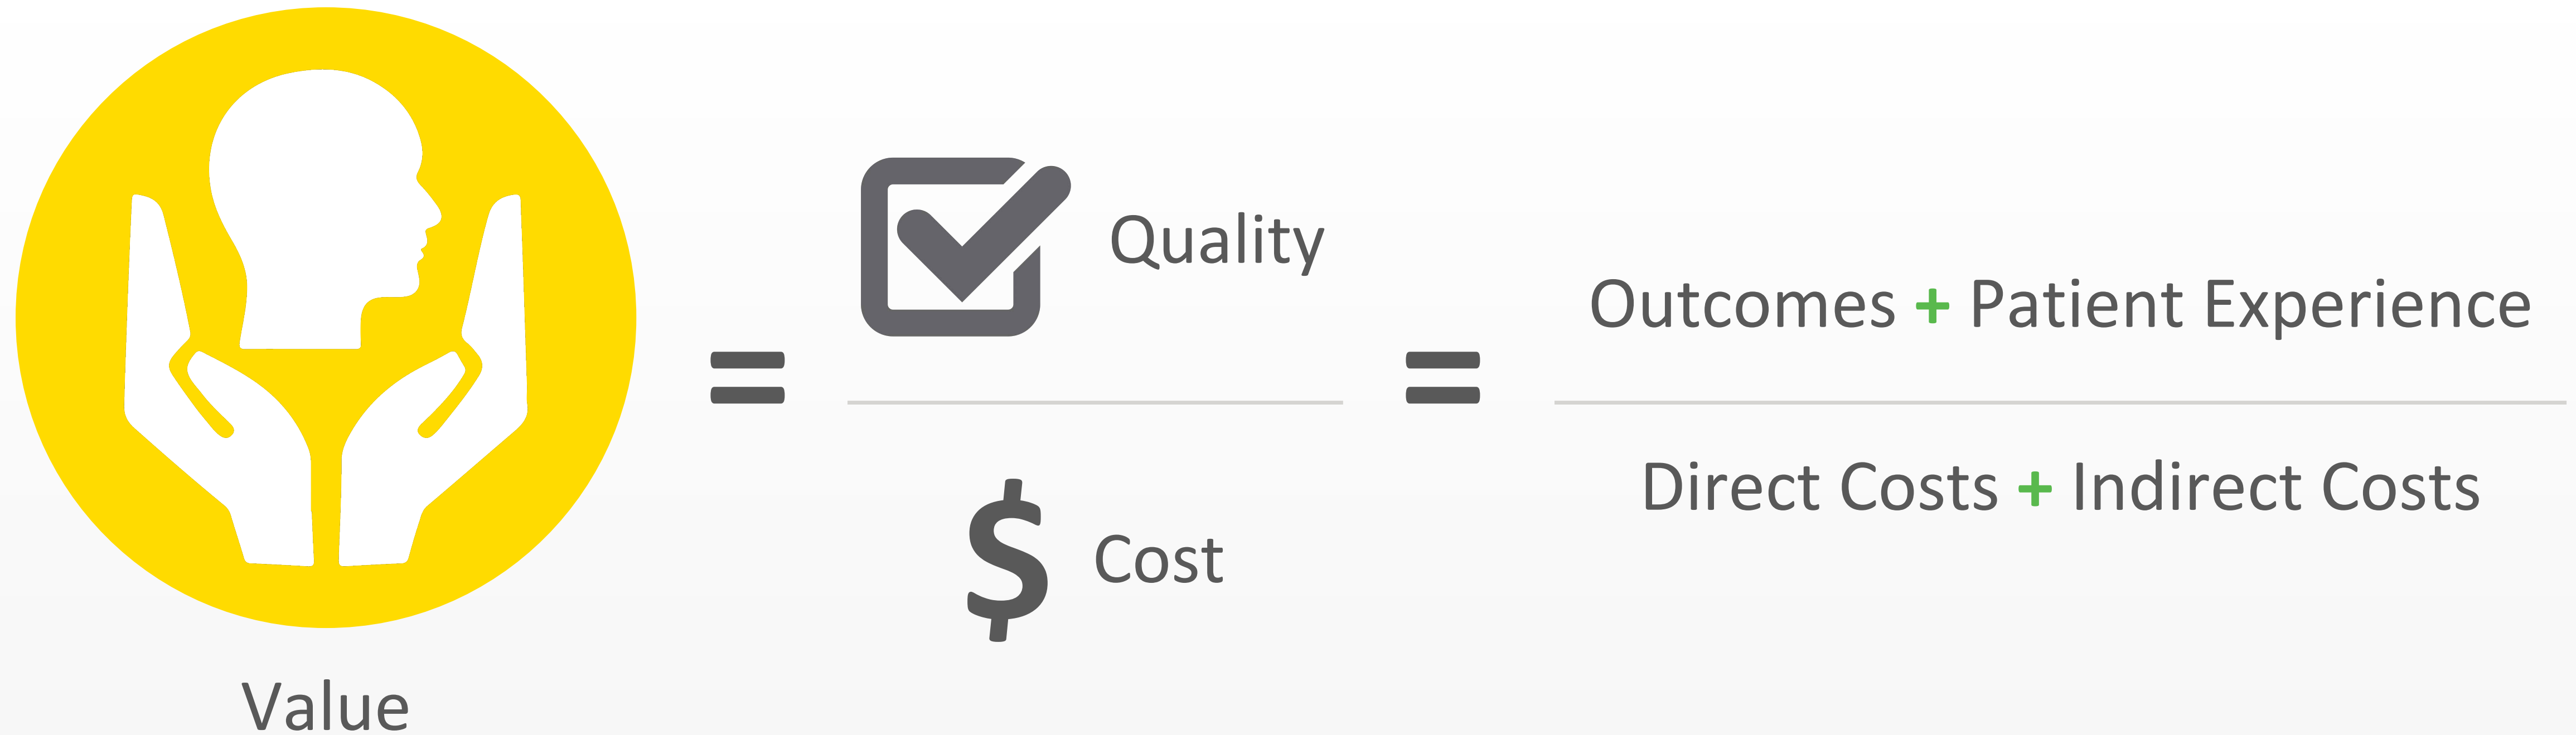 Value
=
Quality
$ Cost
=
Outcomes + Patient Experience
Direct Costs + Indirect Costs